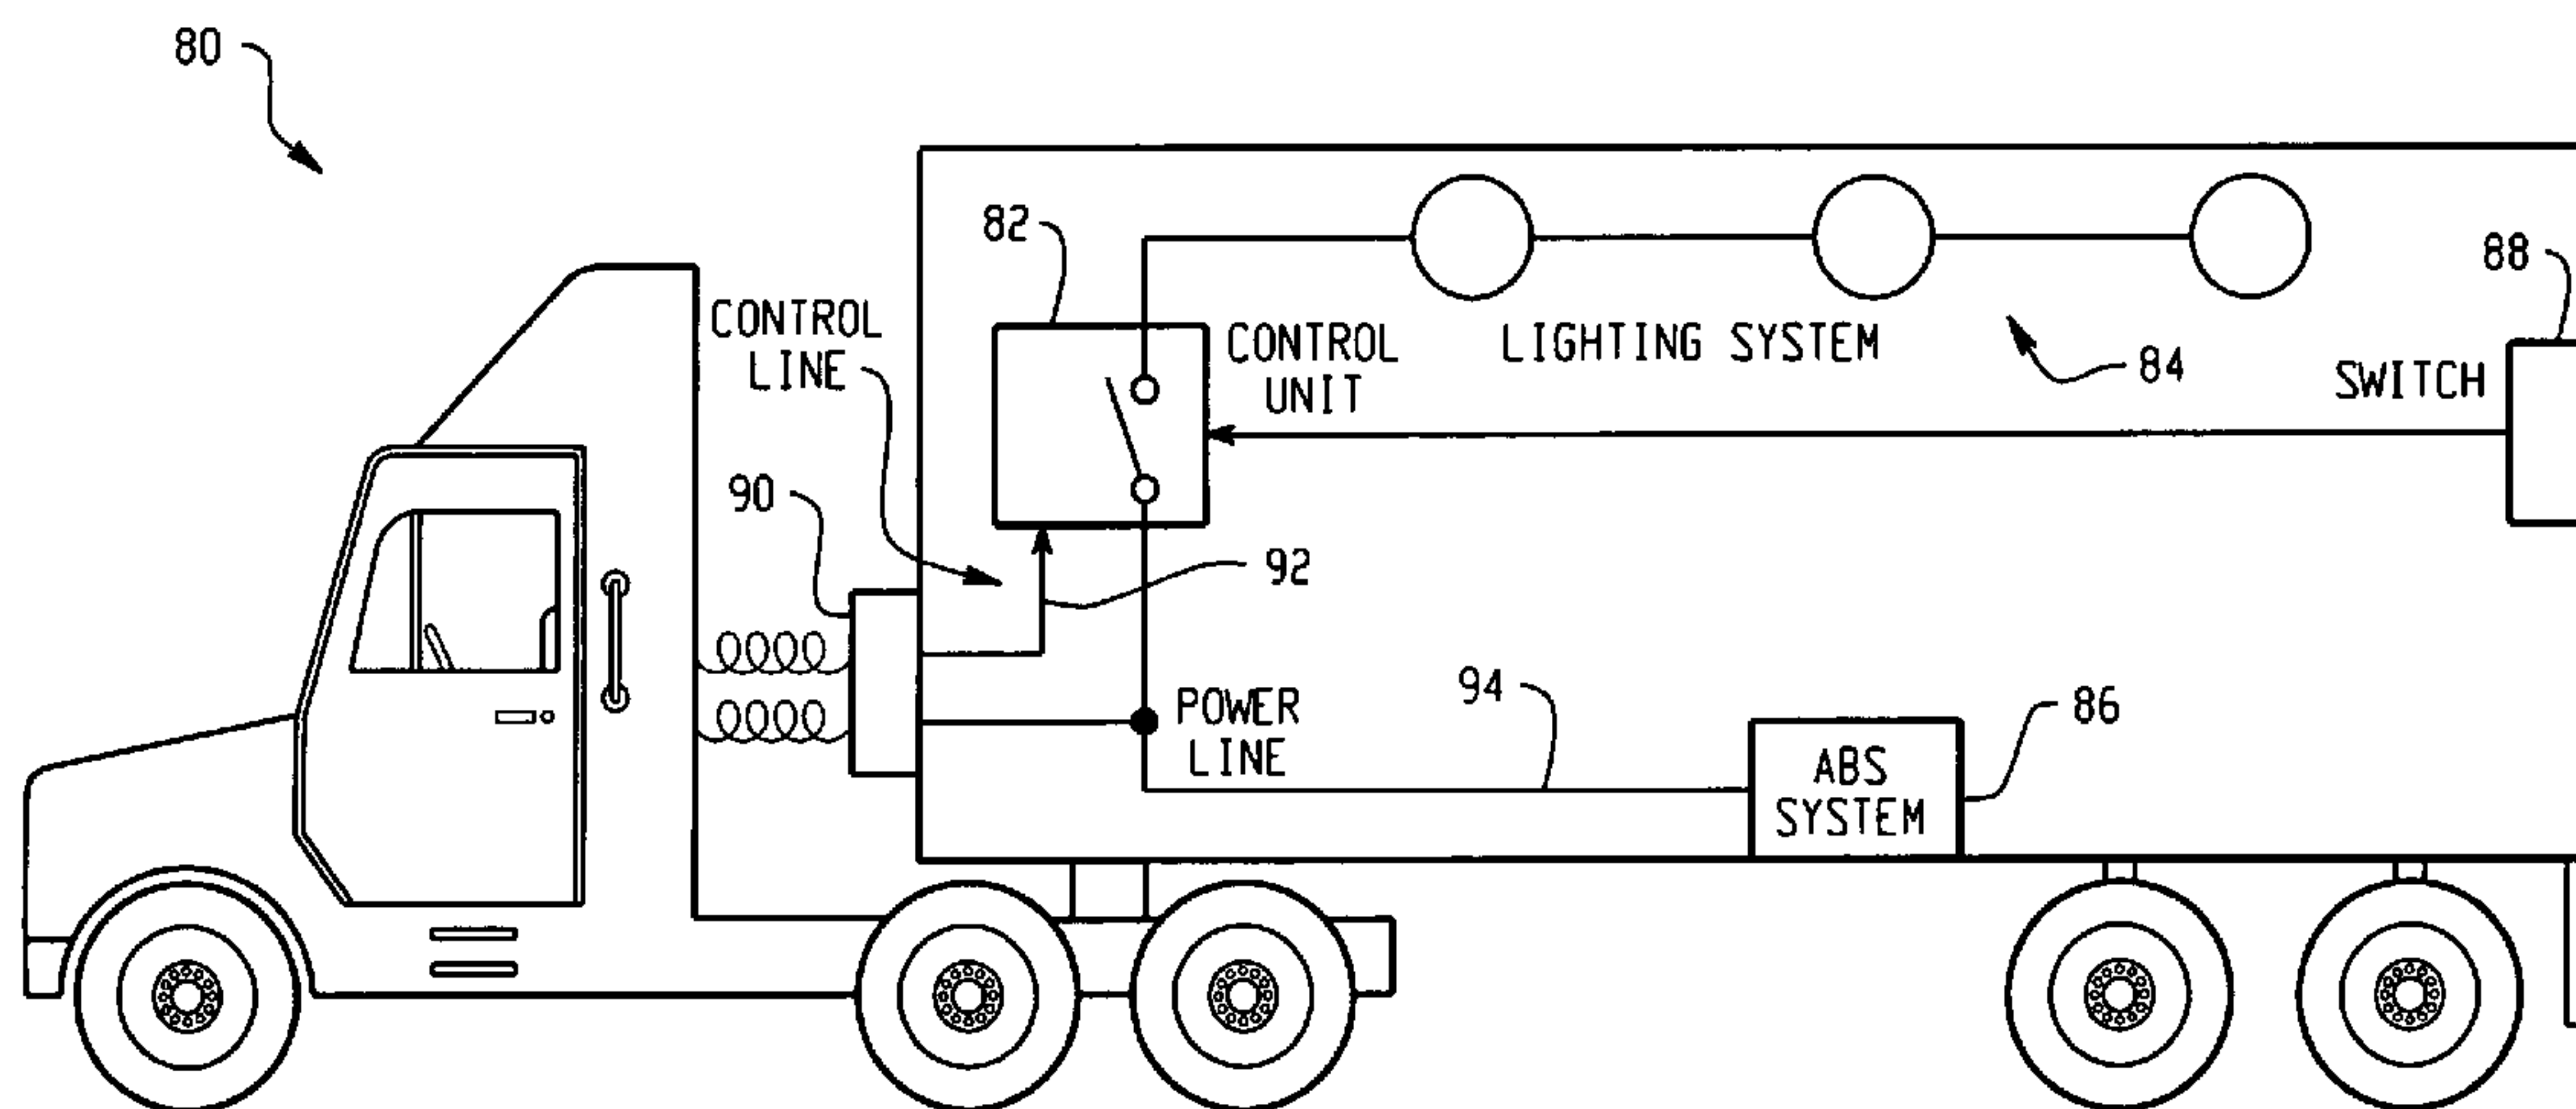 80
82
88
CONTROL
LINE
CONTROL
UNIT
LIGHTING SYSTEM
84
SWITCH
90
92
94
POWER
LINE
86
ABS
SYSTEM